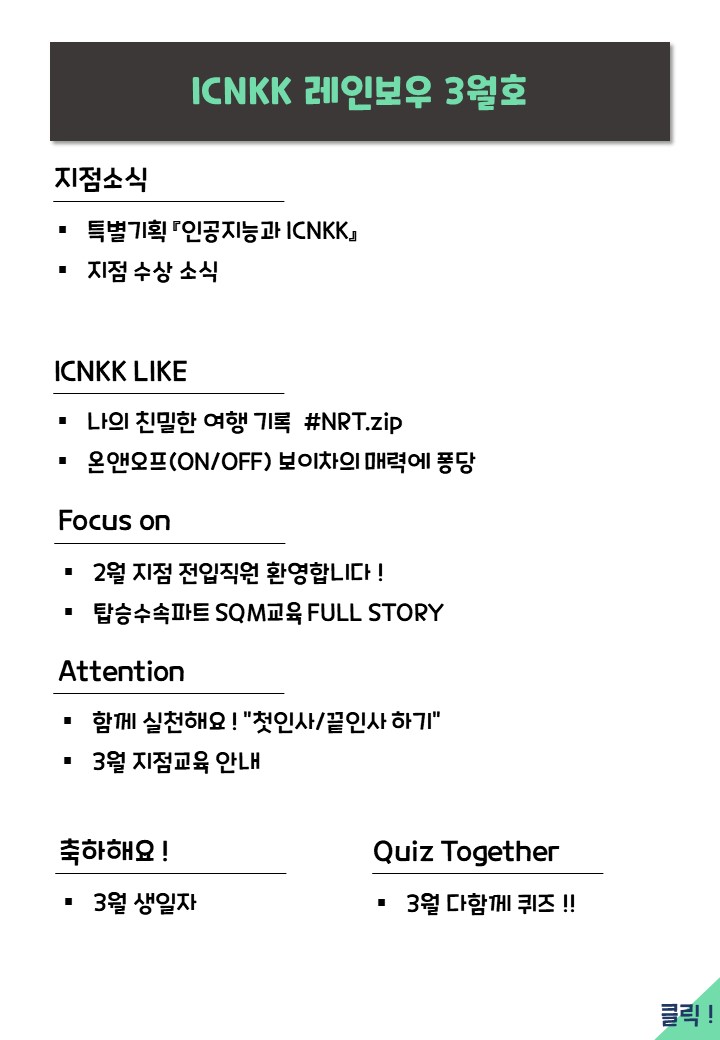 ICNKK 레인보우 3월호
지점소식
▪ 특별기획『인공지능과 ICNKK』
▪ 지점 수상 소식
ICNKK LIKE
▪ 나의 친밀한 여행 기록 #NRT.zip
▪ 온앤오프(ON/OFF) 보이차의 매력에 퐁당
Focus on
▪ 2월 지점 전입직원 환영합니다 !
▪ 탑승수속파트 SQM교육 FULL STORY
Attention
▪ 함께 실천해요 ! "첫인사/끝인사 하기"
▪ 3월 지점교육 안내
축하해요 !
▪ 3월 생일자
Quiz Together
▪ 3월 다함께 퀴즈 !!
클릭 !